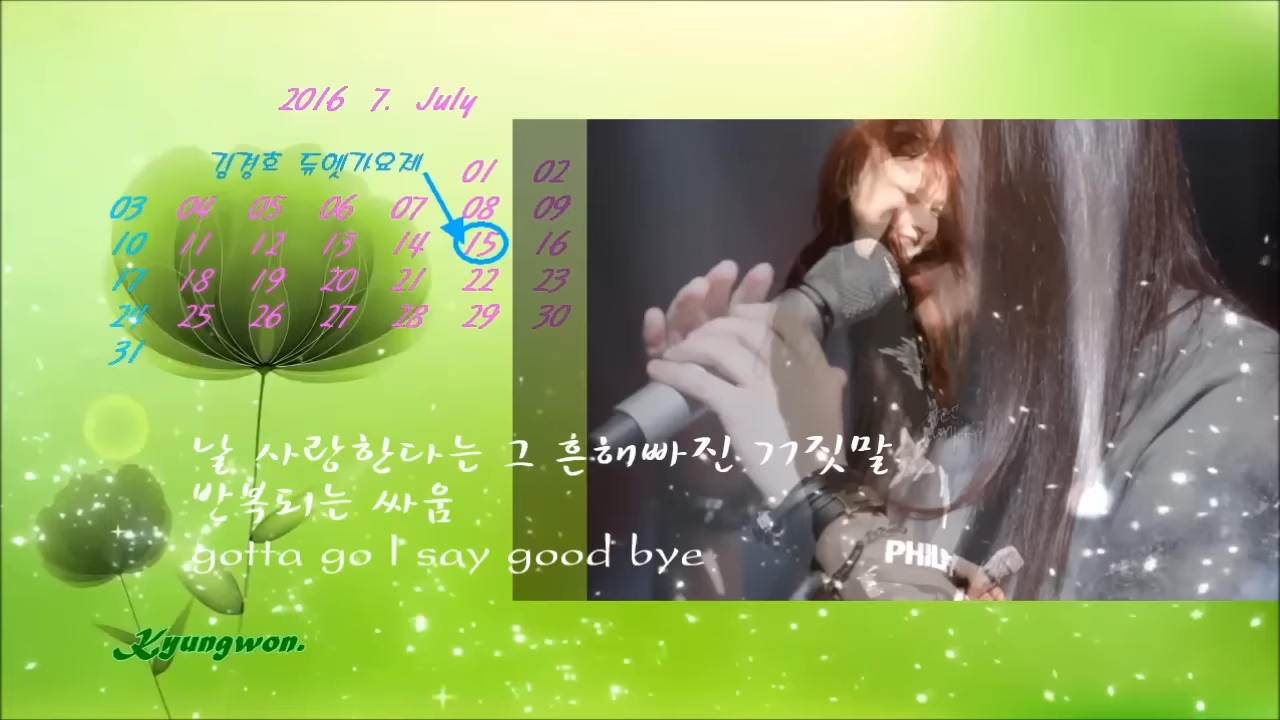 2016 7. July
김경호 듀엣가요제
01 02
03 04 05 06 07 08 09
10 11 12 13 14 15 16
17 18 19 20 21 22 23
24 25 26 27 28 29 30
31
날 사랑한다는 그 흔해빠진 거짓말
반복되는 싸움
gotta go I say good bye
PHILI
Kyungwon.